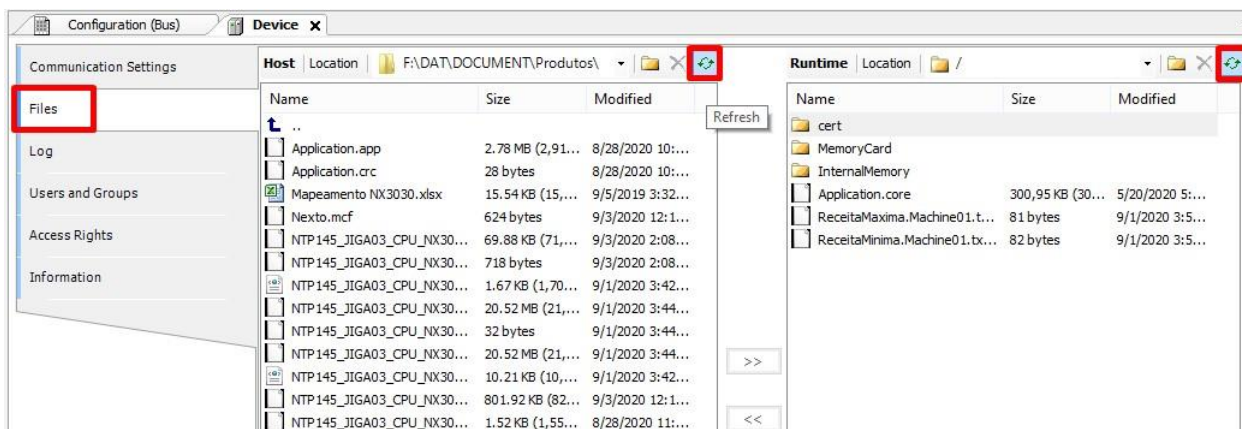 Configuration (Bus) Device X
Communication Settings
Files
Log
Users and Groups
Access Rights
Information
Host Location F:\DAT\DOCUMENT\Produtos\
Name Size Modified
..
Application.app 2.78 MB (2,91... 8/28/2020 10:...
Application.crc 28 bytes 8/28/2020 10:...
Mapeamento NX3030.xlsx 15.54 KB (15,... 9/5/2019 3:32...
Nexto.mcf 624 bytes 9/3/2020 12:1...
NTP145_JIGA03_CPU_NX30... 69.88 KB (71,... 9/3/2020 2:08...
NTP145_JIGA03_CPU_NX30... 718 bytes 9/3/2020 2:08...
NTP145_JIGA03_CPU_NX30... 1.67 KB (1,70... 9/1/2020 3:42...
NTP145_JIGA03_CPU_NX30... 20.52 MB (21,... 9/1/2020 3:44...
NTP145_JIGA03_CPU_NX30... 32 bytes 9/1/2020 3:44...
NTP145_JIGA03_CPU_NX30... 20.52 MB (21,... 9/1/2020 3:44...
NTP145_JIGA03_CPU_NX30... 10.21 KB (10,... 9/1/2020 3:42...
NTP145_JIGA03_CPU_NX30... 801.92 KB (82... 9/3/2020 12:1...
NTP145_JIGA03_CPU_NX30... 1.52 KB (1,55... 8/28/2020 11:...
Refresh
>>
<<
Runtime Location /
Name Size Modified
cert
MemoryCard
InternalMemory
Application.core 300,95 KB (30... 5/20/2020 5:...
ReceitaMaxima.Machine01.t... 81 bytes 9/1/2020 3:5...
ReceitaMinima.Machine01.tx... 82 bytes 9/1/2020 3:5...